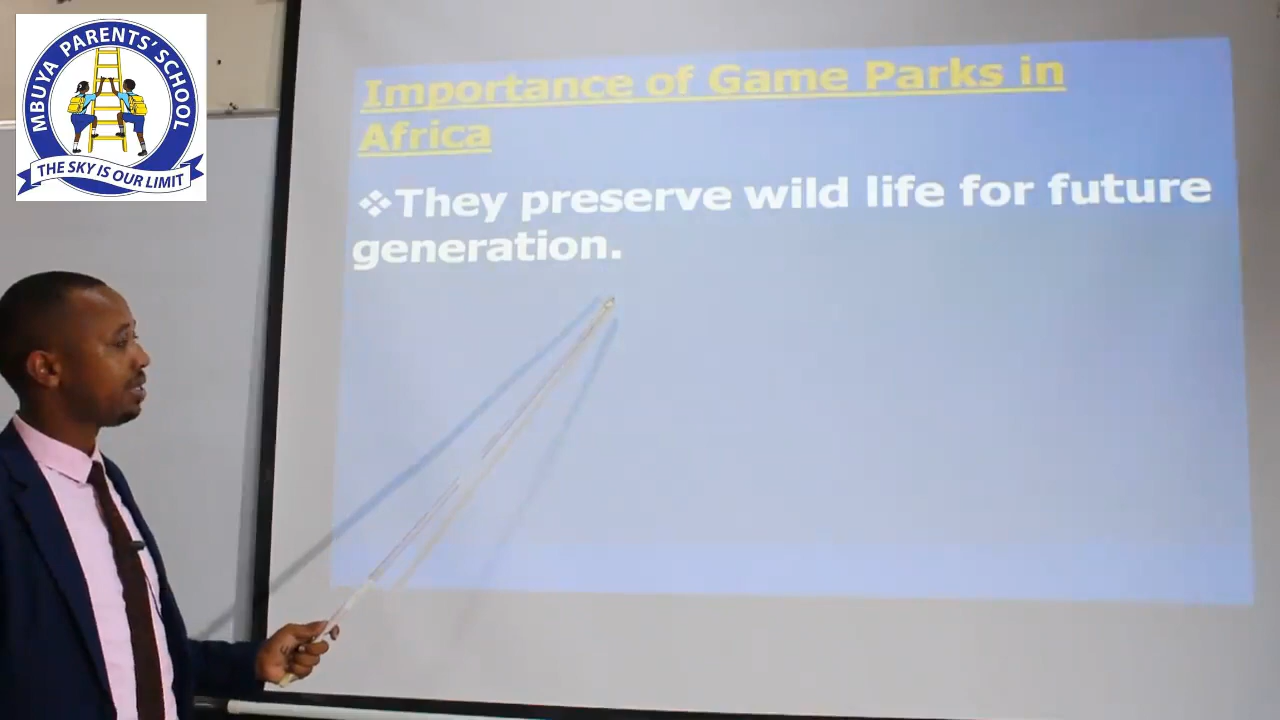 MBUYA PARENTS' SCHOOL
THE SKY IS OUR LIMIT
Importance of Game Parks in
Africa
❖They preserve wild life for future
generation.